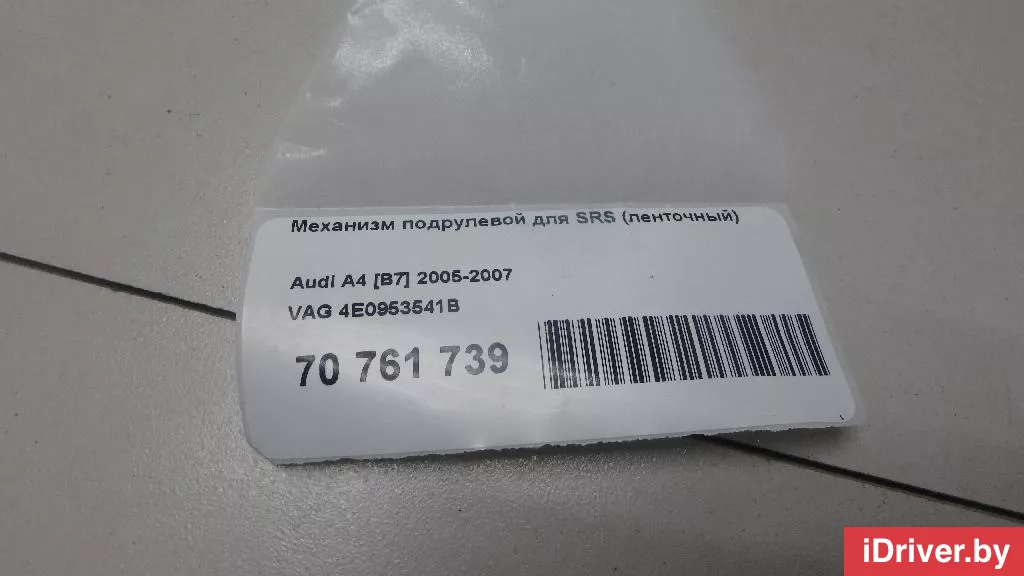 Механизм подрулевой для SRS (ленточный)
Audi A4 [B7] 2005-2007
VAG 4E0953541B
70 761 739
iDriver.by